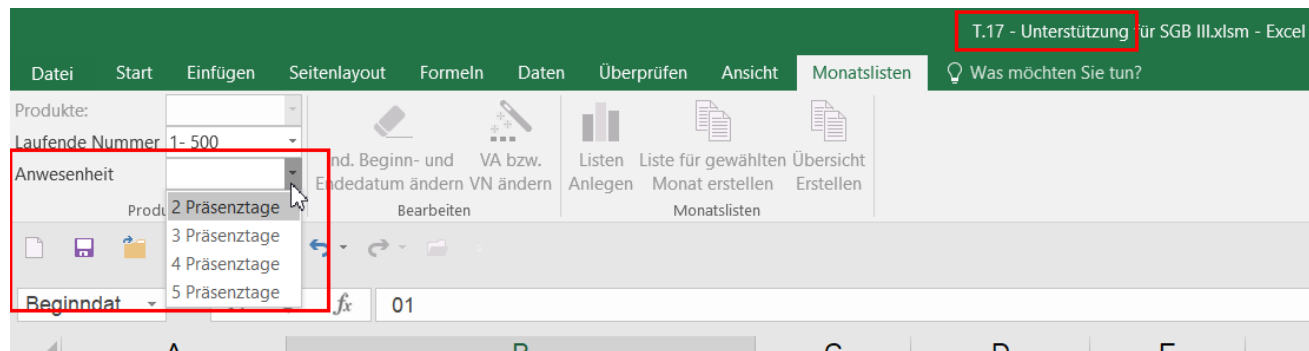 T.17 - Unterstützung für SGB III.xlsm - Excel
Datei Start Einfügen Seitenlayout Formeln Daten Überprüfen Ansicht Monatslisten Was möchten Sie tun?
Produkte:
Laufende Nummer 1- 500
Anwesenheit
nd. Beginn- und VA bzw. Listen Liste für gewählten Übersicht
Endedatum ändern VN ändern Anlegen Monat erstellen Erstellen
Produ Bearbeiten Monatslisten
2 Präsenztage
3 Präsenztage
4 Präsenztage
5 Präsenztage
Beginndat fx 01
A B C D E